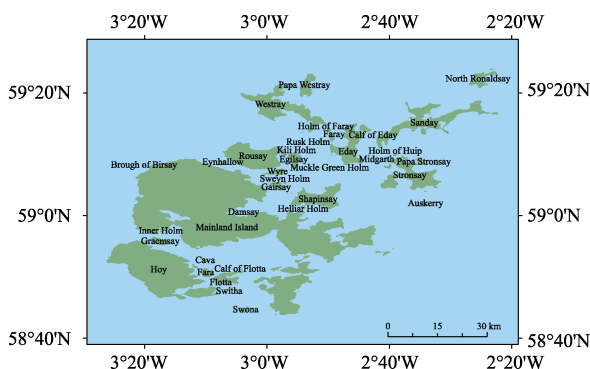 3°20'W 3°0'W 2°40'W 2°20'W
North Ronaldsay
Papa Westray
59°20'N 59°20'N
Westray
Sanday
Holm of Faray
Faray Calf of Eday
Rusk Holm
Kili Holm Eday Holm of Huip
Rousay Egilsay Midgarth Papa Stronsay
Eynhallow
Brough of Birsay Muckle Green Holm
Wyre
Sweyn Holm Stronsay
Gairsay
Shapinsay
Auskerry
Helliar Holm
Damsay
59°0'N 59°0'N
Mainland Island
Inner Holm
Graemsay
Cava
Hoy Fara Calf of Flotta
Flotta
Switha
Swona
0 15 30 km
58°40'N 58°40'N
3°20'W 3°0'W 2°40'W 2°20'W